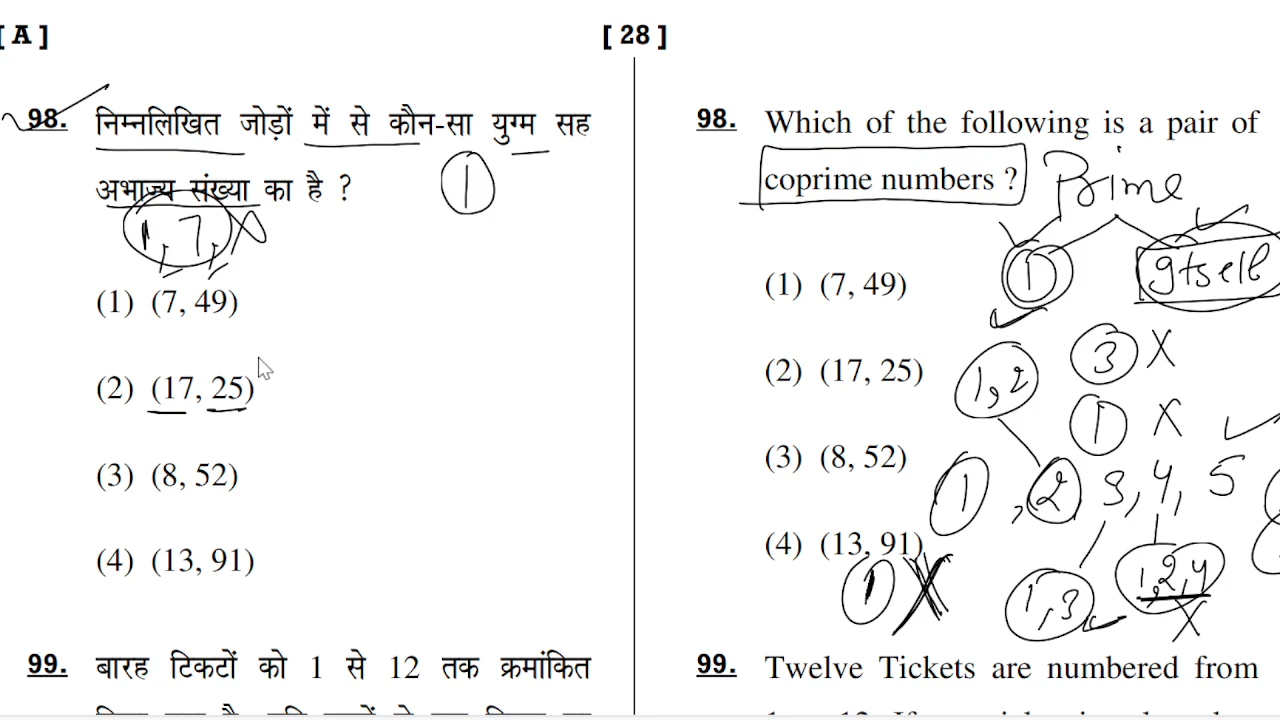 [ A ]
[ 28 ]
98. निम्नलिखित जोड़ों में से कौन-सा युग्म सह
अभाज्य संख्या का है ?
1
1, 7,
(1) (7, 49)
(2) (17, 25)
(3) (8, 52)
(4) (13, 91)
99. बारह टिकटों को 1 से 12 तक क्रमांकित
98. Which of the following is a pair of
coprime numbers ?
Prime
1
itself
(1) (7, 49)
3 X
(2) (17, 25)
1, 2
1 X
(3) (8, 52)
1, 2 3, 4, 5
(4) (13, 91)
1 X
1, 3
1, 2, 4
X
99. Twelve Tickets are numbered from